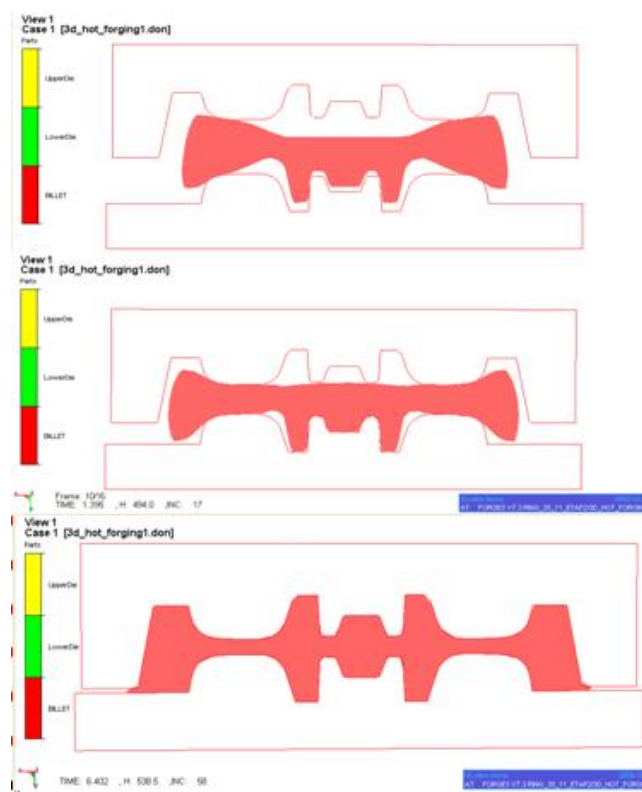 View 1
Case 1 [3d_hot_forging1.don]
Parts
UpperDie
LowerDie
BILLET
View 1
Case 1 [3d_hot_forging1.don]
Parts
UpperDie
LowerDie
BILLET
Frame: 10/16
TIME: 1.395 , H: 494.0 , INC: 17
View 1
Case 1 [3d_hot_forging1.don]
Parts
UpperDie
LowerDie
BILLET
TIME: 6.402 , H: 538.5 , INC: 58